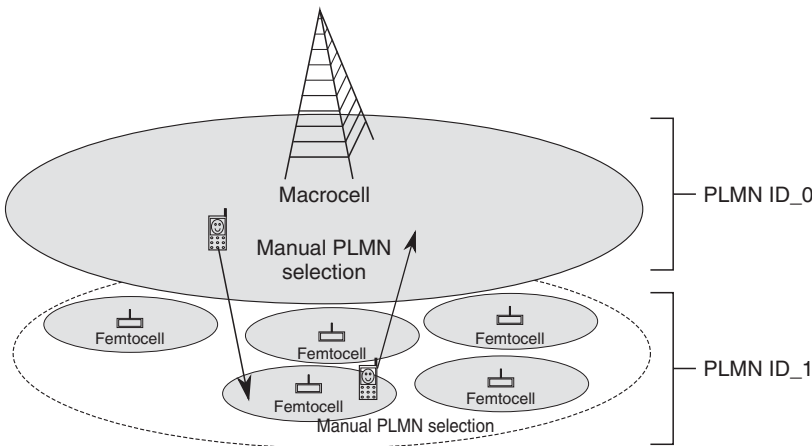 Macrocell
PLMN ID_0
Manual PLMN
selection
Femtocell
Femtocell
Femtocell
PLMN ID_1
Femtocell
Femtocell
Manual PLMN selection